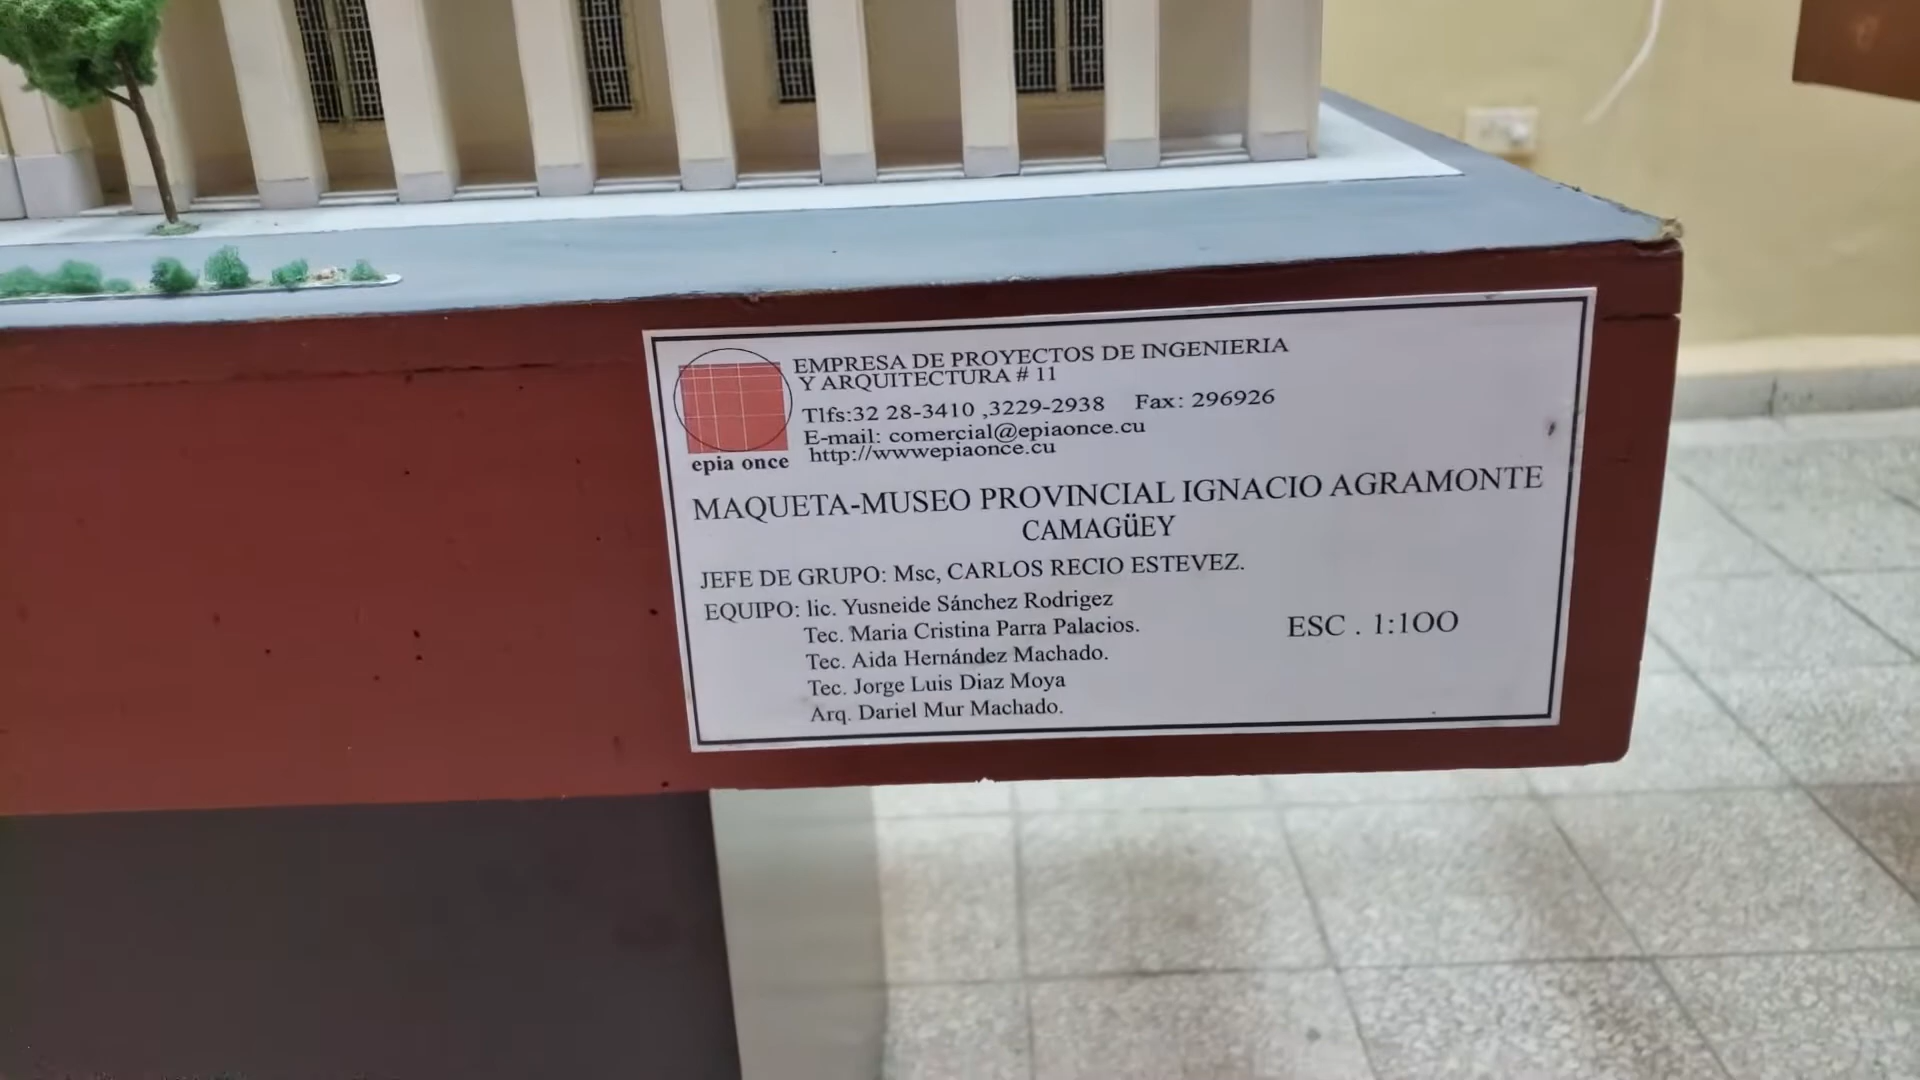 EMPRESA DE PROYECTOS DE INGENIERIA
Y ARQUITECTURA # 11
Tlfs:32 28-3410 ,3229-2938 Fax: 296926
E-mail: comercial@epiaonce.cu
http://wwwepiaonce.cu
epia once
MAQUETA-MUSEO PROVINCIAL IGNACIO AGRAMONTE
CAMAGüEY
JEFE DE GRUPO: Msc, CARLOS RECIO ESTEVEZ.
EQUIPO: lic. Yusneide Sánchez Rodrigez
Tec. Maria Cristina Parra Palacios.
Tec. Aida Hernández Machado.
Tec. Jorge Luis Diaz Moya
Arq. Dariel Mur Machado.
ESC . 1:1OO